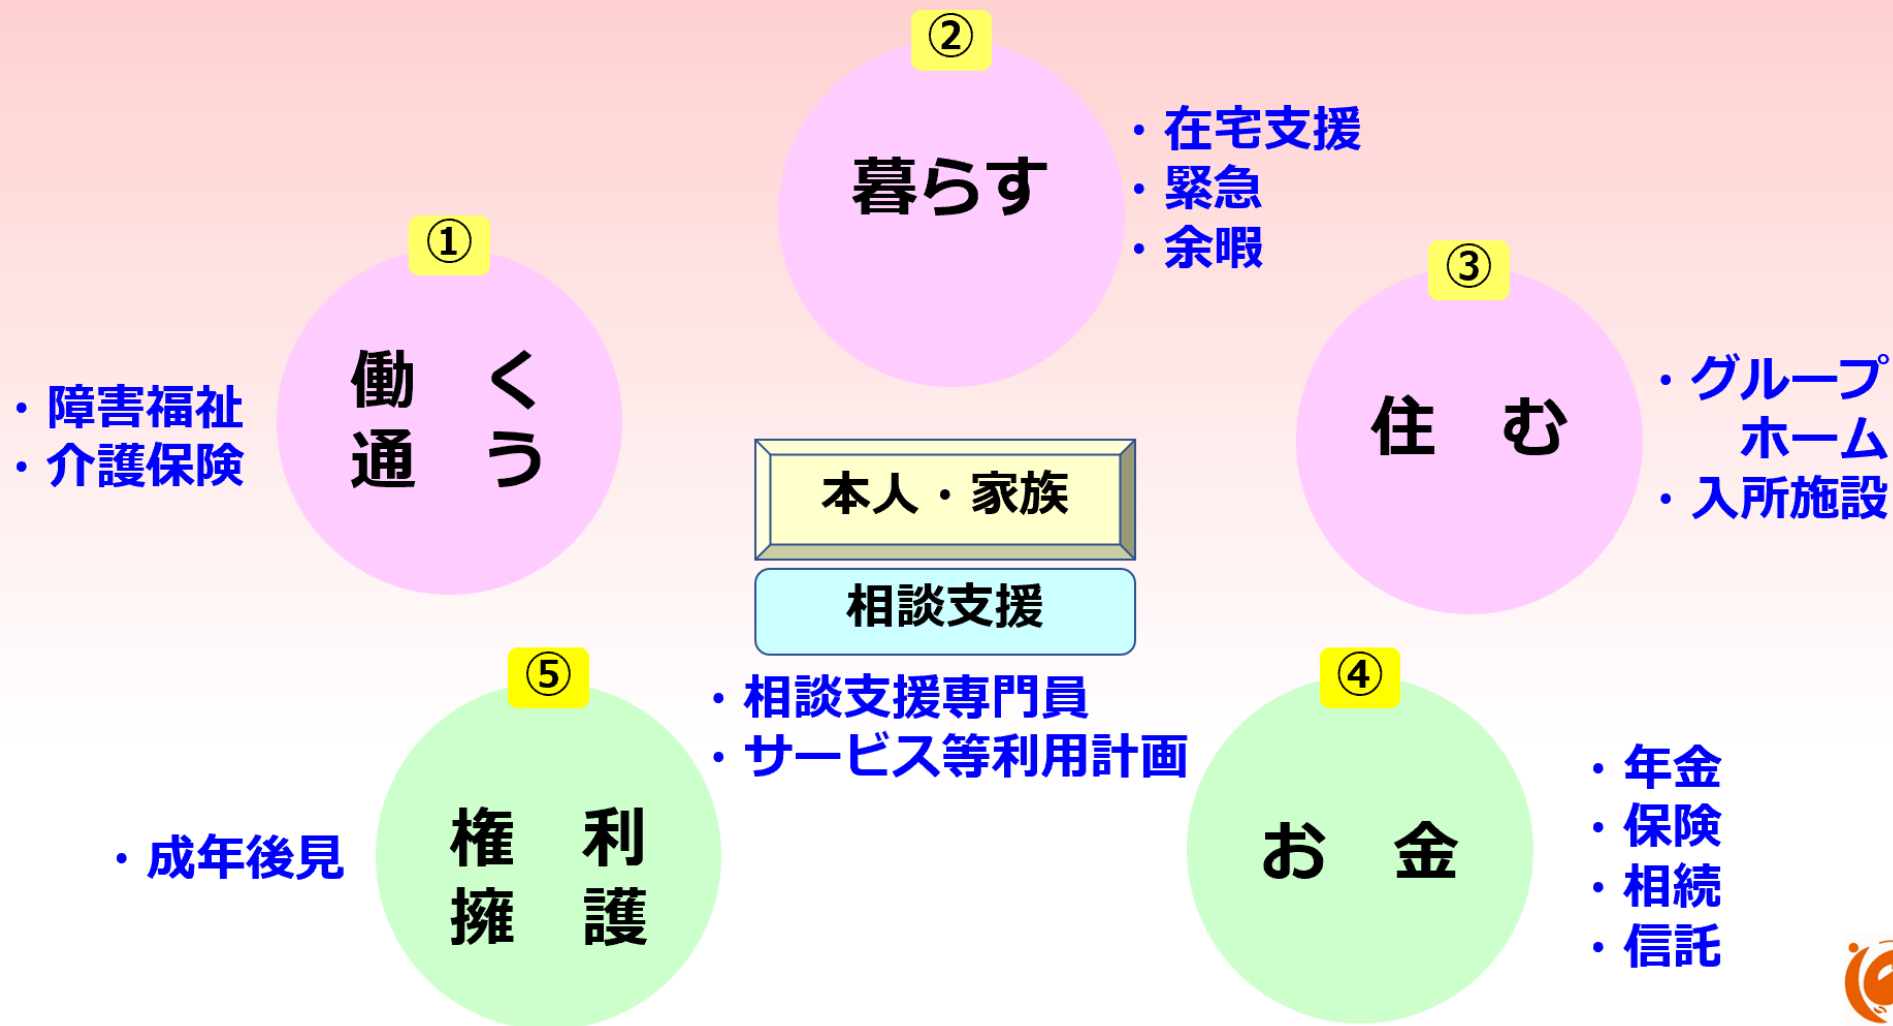 ①
働　く
通　う
・障害福祉
・介護保険
②
暮らす
・在宅支援
・緊急
・余暇
③
住　む
・グループ
ホーム
・入所施設
本人・家族
相談支援
・相談支援専門員
・サービス等利用計画
④
お　金
・年金
・保険
・相続
・信託
⑤
権　利
擁　護
・成年後見